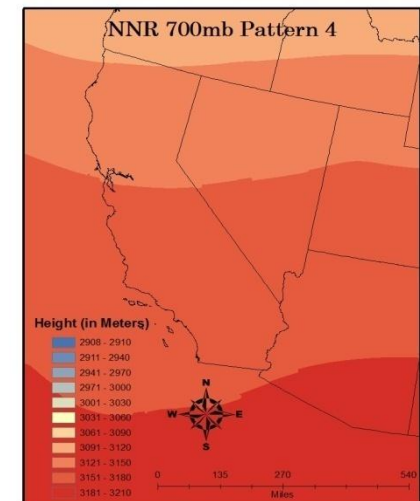 NNR 700mb Pattern 4
Height (in Meters)
2908 - 2910
2911 - 2940
2941 - 2970
2971 - 3000
3001 - 3030
3031 - 3060
3061 - 3090
3091 - 3120
3121 - 3150
3151 - 3180
3181 - 3210
N
W E
S
0 135 270 540
Miles